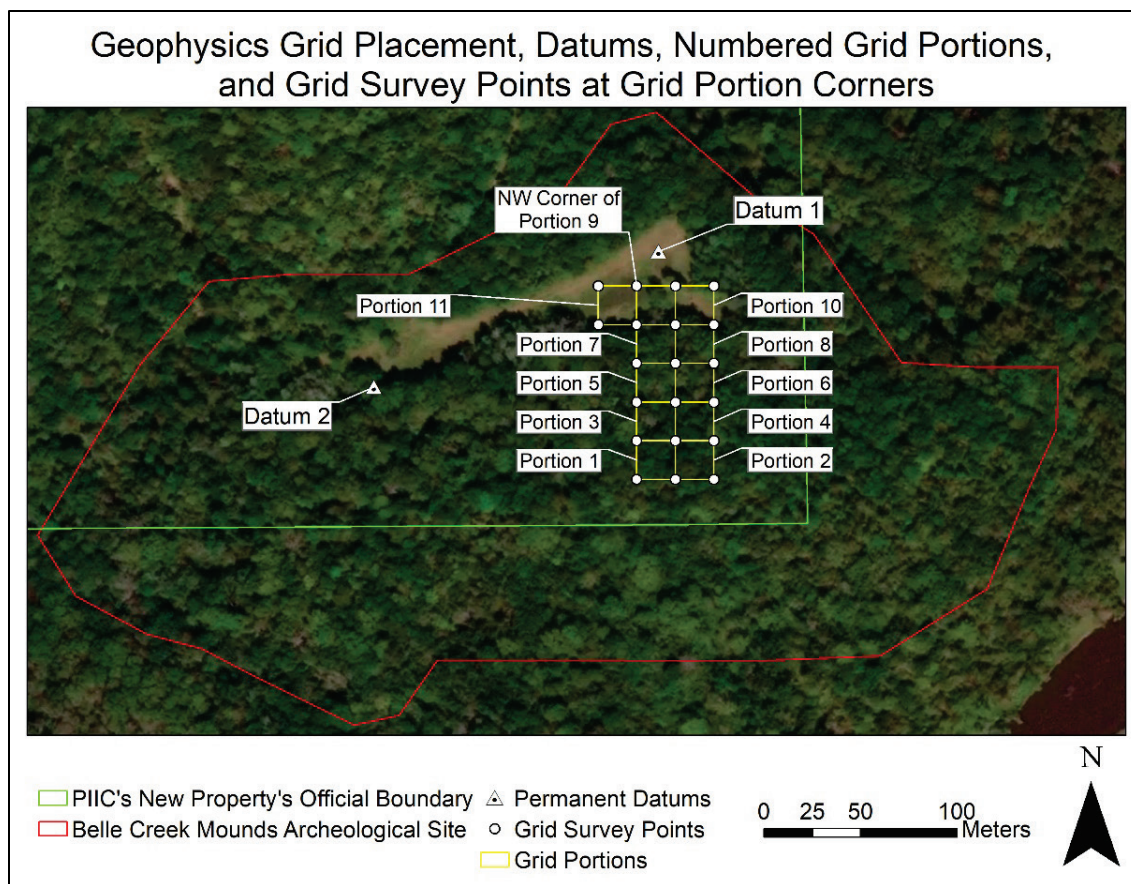 Geophysics Grid Placement, Datums, Numbered Grid Portions,
and Grid Survey Points at Grid Portion Corners
NW Corner of
Portion 9
Datum 1
Portion 11
Portion 10
Portion 7
Portion 8
Portion 5
Portion 6
Datum 2
Portion 3
Portion 4
Portion 1
Portion 2
N
PIIC's New Property's Official Boundary
Permanent Datums
Belle Creek Mounds Archeological Site
Grid Survey Points
Grid Portions
0 25 50 100
Meters